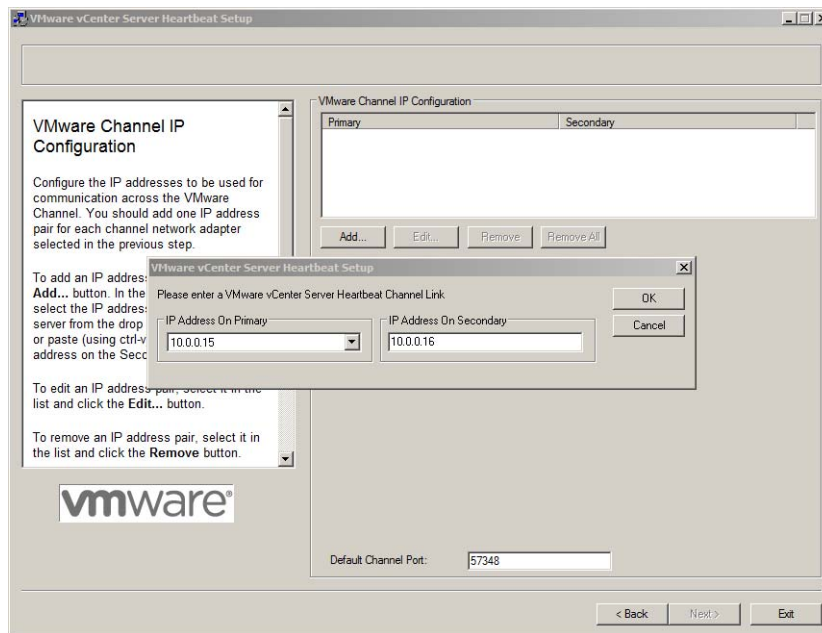 VMware vCenter Server Heartbeat Setup
VMware Channel IP
Configuration
Configure the IP addresses to be used for
communication across the VMware
Channel. You should add one IP address
pair for each channel network adapter
selected in the previous step.
To add an IP address
Add... button. In the
select the IP address
server from the drop
or paste (using ctrl-v
address on the Seco
To edit an IP address pair, select it in the
list and click the Edit... button.
To remove an IP address pair, select it in
the list and click the Remove button.
vmware®
VMware Channel IP Configuration
Primary Secondary
Add... Edit... Remove Remove All
VMware vCenter Server Heartbeat Setup
Please enter a VMware vCenter Server Heartbeat Channel Link
IP Address On Primary IP Address On Secondary
10.0.0.15 10.0.0.16
OK
Cancel
Default Channel Port: 57348
< Back Next > Exit